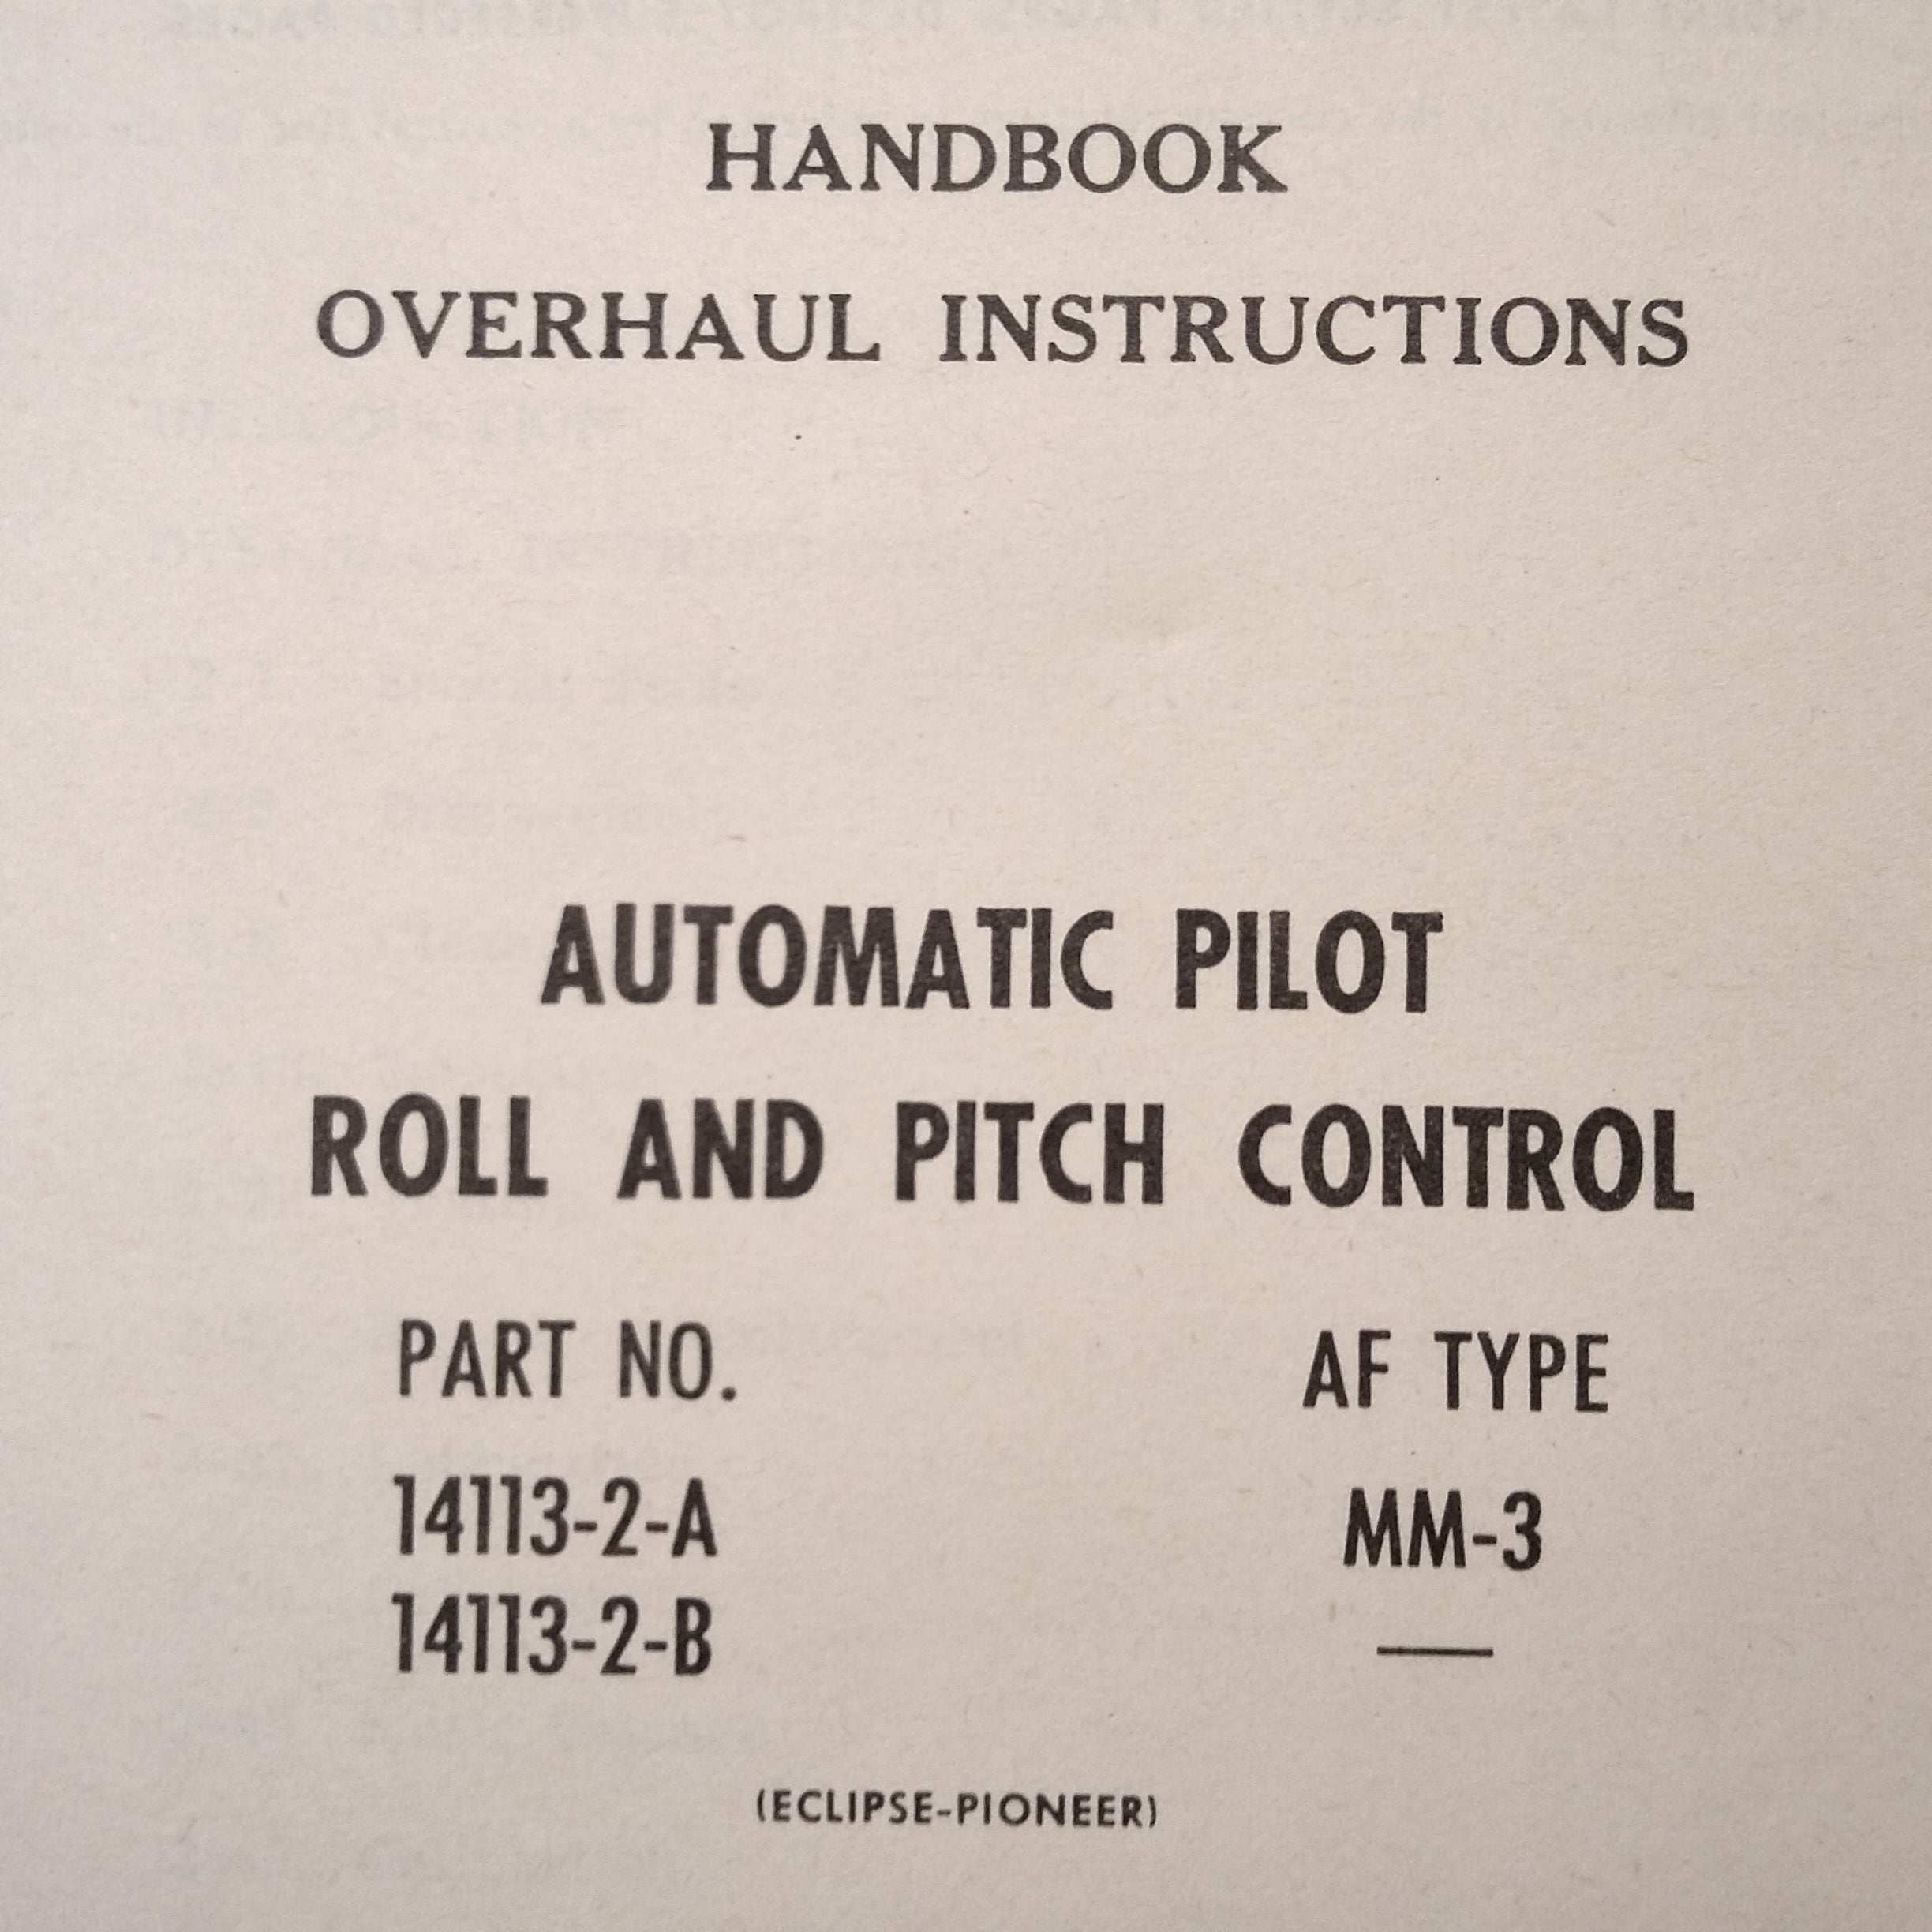 HANDBOOK
OVERHAUL INSTRUCTIONS
AUTOMATIC PILOT
ROLL AND PITCH CONTROL
PART NO. AF TYPE
14113-2-A MM-3
14113-2-B —
(ECLIPSE-PIONEER)